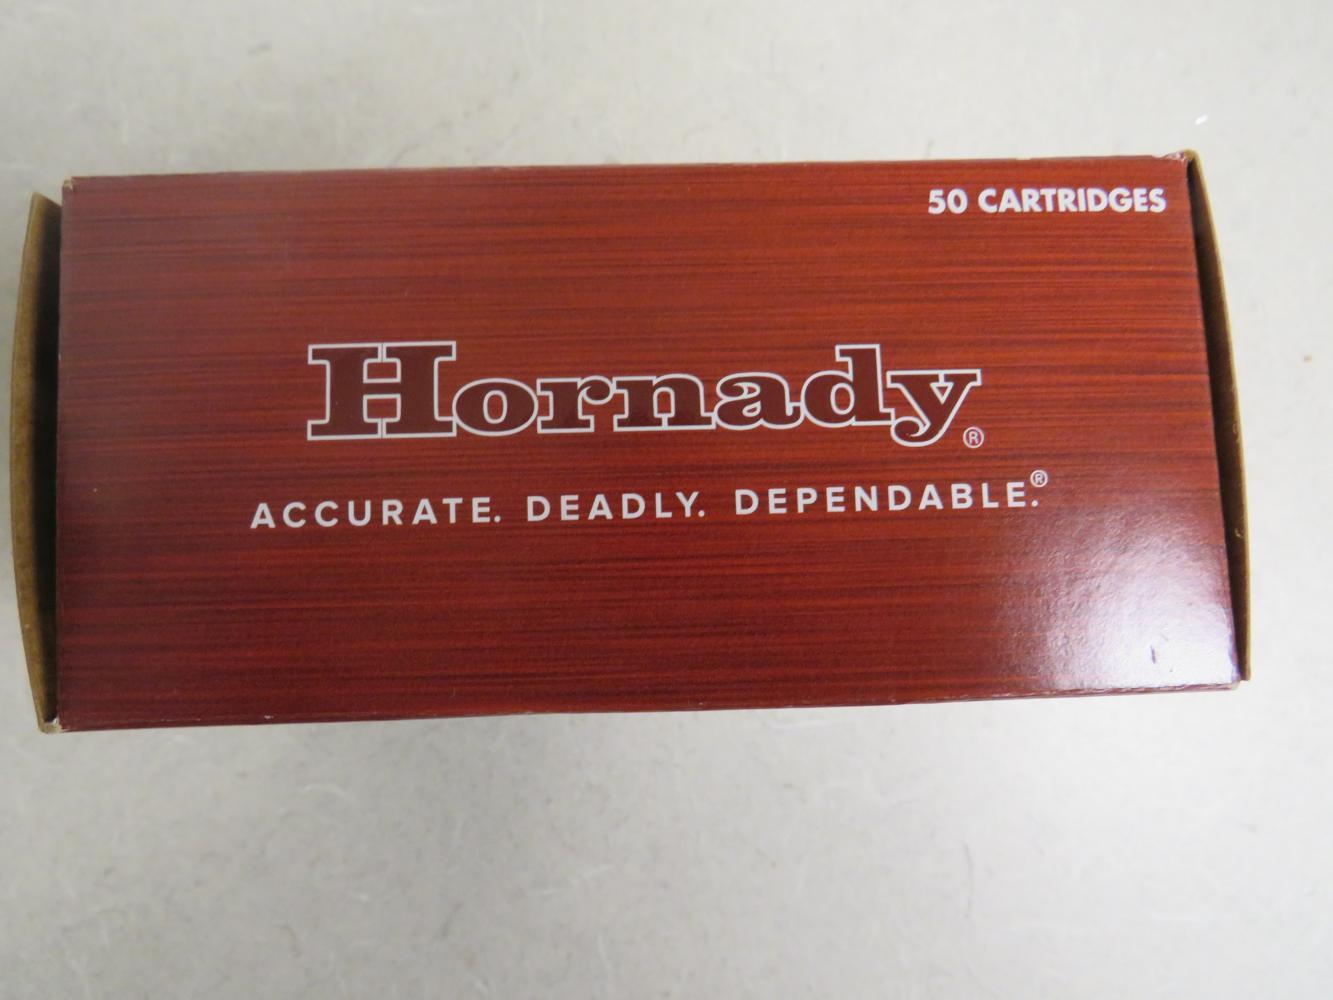 50 CARTRIDGES
Hornady®
ACCURATE. DEADLY. DEPENDABLE.®